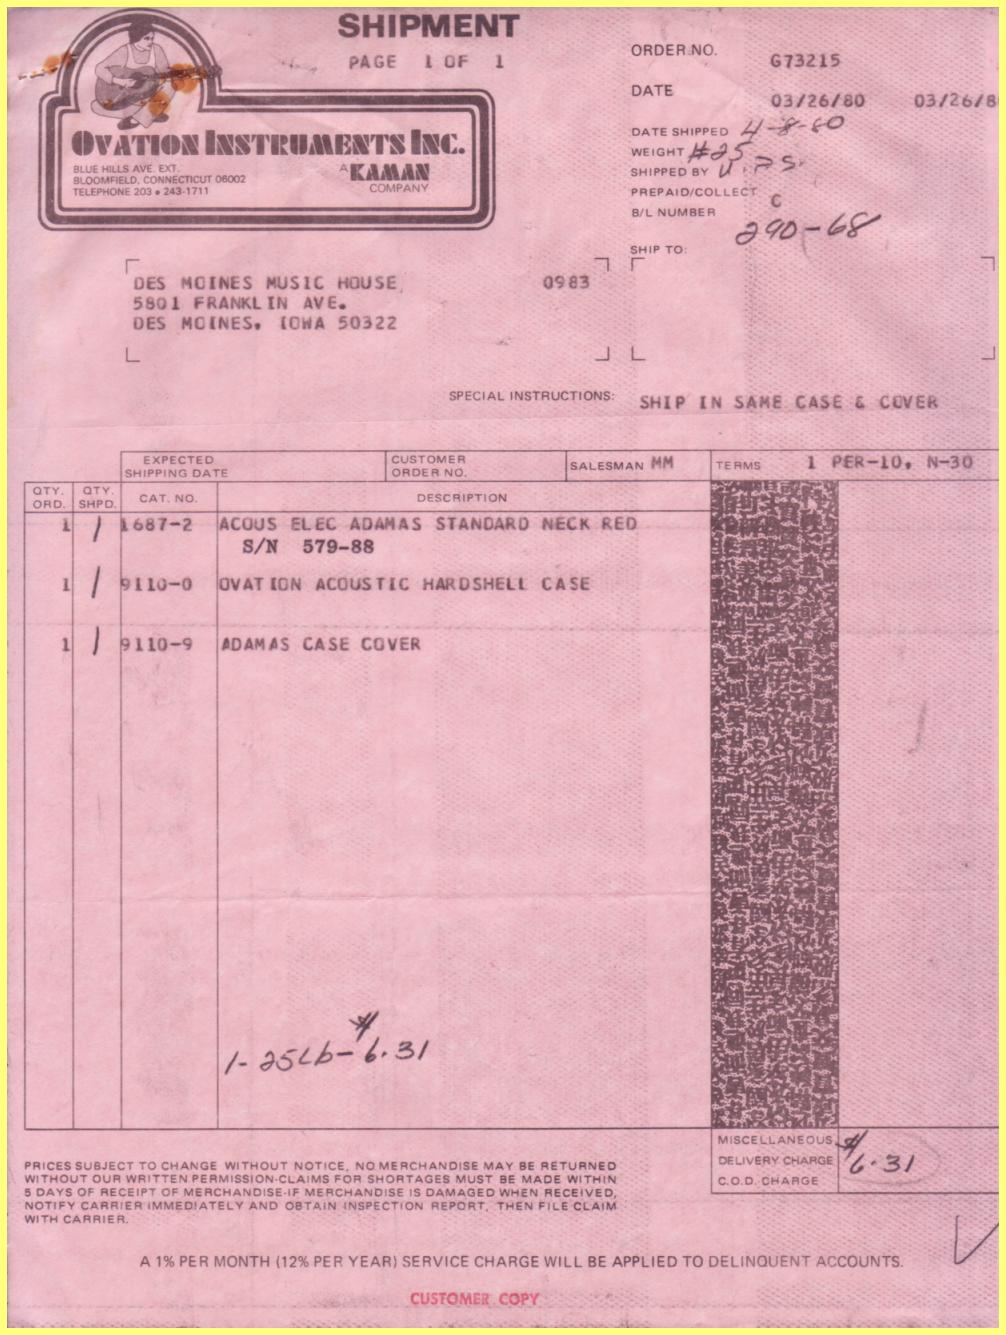 SHIPMENT
PAGE 1 OF 1
OVATION INSTRUMENTS INC.
BLUE HILLS AVE. EXT.
BLOOMFIELD, CONNECTICUT 06002
TELEPHONE 203 • 243-1711
A KAMAN
COMPANY
ORDER NO. G73215
DATE 03/26/80 03/26/8
DATE SHIPPED 4-8-80
WEIGHT #25
SHIPPED BY U.P.S.
PREPAID/COLLECT C
B/L NUMBER 290-68
SHIP TO:
DES MOINES MUSIC HOUSE 0983
5801 FRANKLIN AVE.
DES MOINES, IOWA 50322
SPECIAL INSTRUCTIONS: SHIP IN SAME CASE & COVER
EXPECTED SHIPPING DATE
CUSTOMER ORDER NO.
SALESMAN MM
TERMS 1 PER-10, N-30
QTY. ORD. QTY. SHPD. CAT. NO. DESCRIPTION
1 1 1687-2 ACOUS ELEC ADAMAS STANDARD NECK RED
S/N 579-88
1 1 9110-0 OVATION ACOUSTIC HARDSHELL CASE
1 1 9110-9 ADAMAS CASE COVER
1-25Lb-$6.31
MISCELLANEOUS
DELIVERY CHARGE $6.31
C.O.D. CHARGE
PRICES SUBJECT TO CHANGE WITHOUT NOTICE, NO MERCHANDISE MAY BE RETURNED
WITHOUT OUR WRITTEN PERMISSION-CLAIMS FOR SHORTAGES MUST BE MADE WITHIN
5 DAYS OF RECEIPT OF MERCHANDISE-IF MERCHANDISE IS DAMAGED WHEN RECEIVED,
NOTIFY CARRIER IMMEDIATELY AND OBTAIN INSPECTION REPORT, THEN FILE CLAIM
WITH CARRIER.
A 1% PER MONTH (12% PER YEAR) SERVICE CHARGE WILL BE APPLIED TO DELINQUENT ACCOUNTS.
CUSTOMER COPY